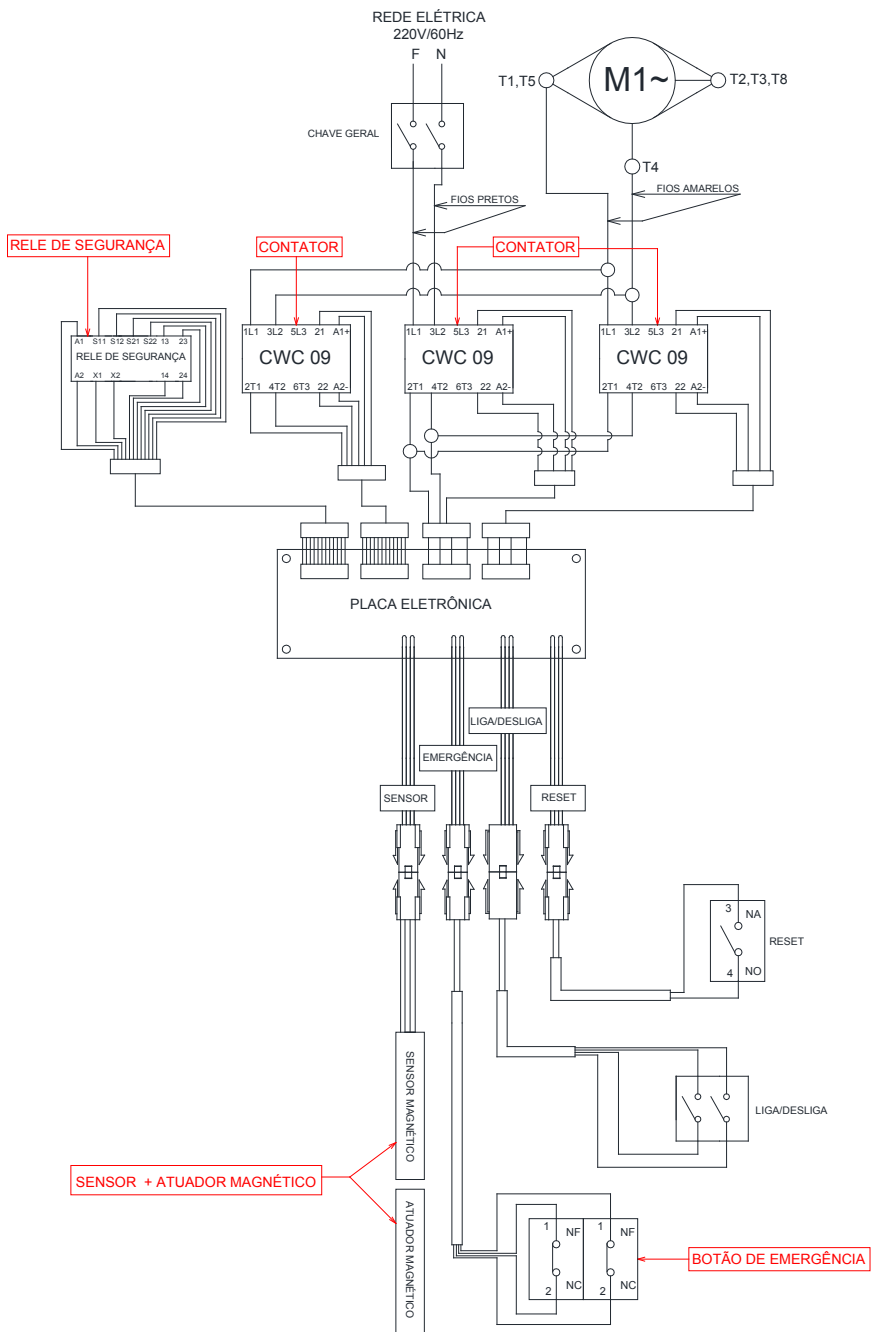 REDE ELÉTRICA
220V/60Hz
F N
M1~
T1,T5
T2,T3,T8
CHAVE GERAL
T4
FIOS PRETOS
FIOS AMARELOS
RELE DE SEGURANÇA
CONTATOR
CONTATOR
A1 S11 S12 S21 S22 13 23
RELE DE SEGURANÇA
A2 X1 X2 14 24
1L1 3L2 5L3 21 A1+
CWC 09
2T1 4T2 6T3 22 A2-
1L1 3L2 5L3 21 A1+
CWC 09
2T1 4T2 6T3 22 A2-
1L1 3L2 5L3 21 A1+
CWC 09
2T1 4T2 6T3 22 A2-
PLACA ELETRÔNICA
LIGA/DESLIGA
EMERGÊNCIA
SENSOR
RESET
3 NA
RESET
4 NO
SENSOR MAGNÉTICO
LIGA/DESLIGA
SENSOR + ATUADOR MAGNÉTICO
ATUADOR MAGNÉTICO
1 NF 1 NF
BOTÃO DE EMERGÊNCIA
2 NC 2 NC